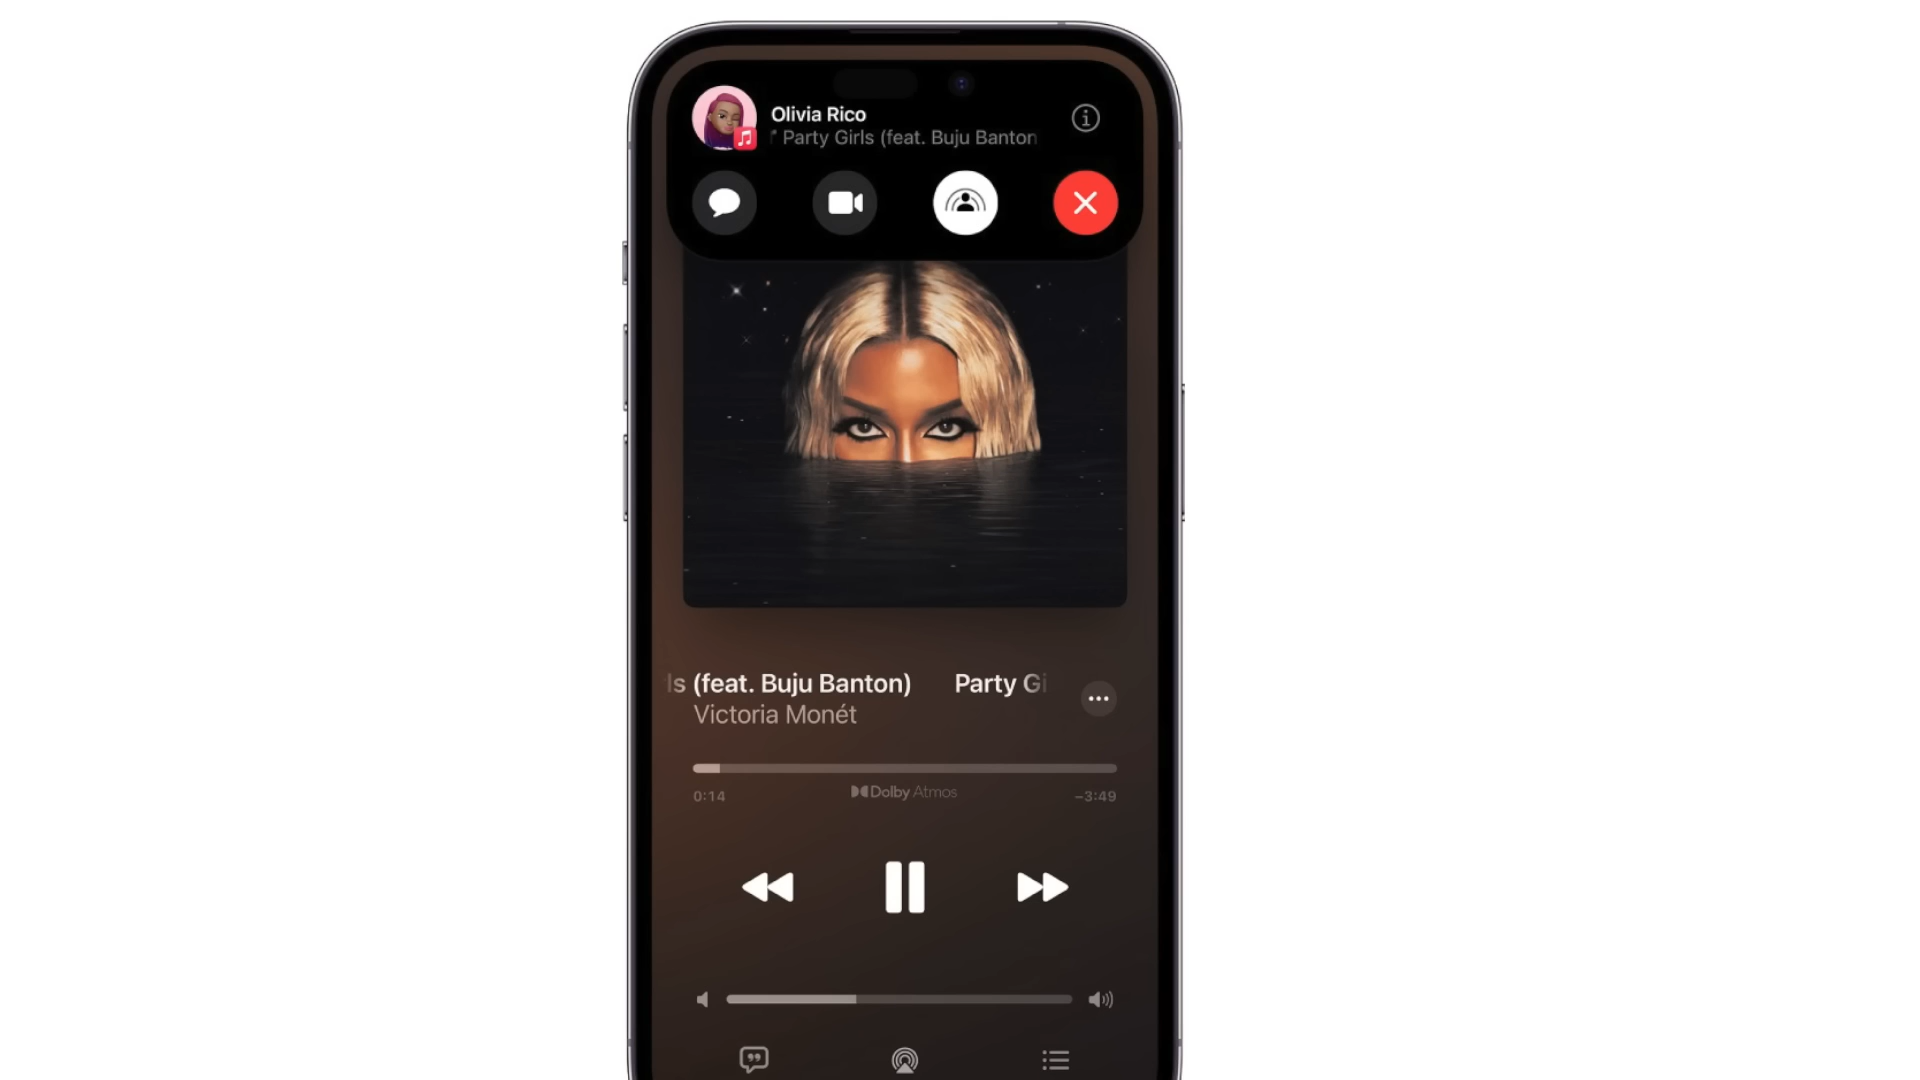 Olivia Rico
Party Girls (feat. Buju Banton
ls (feat. Buju Banton) Party Gi
Victoria Monét
0:14
Dolby Atmos
−3:49